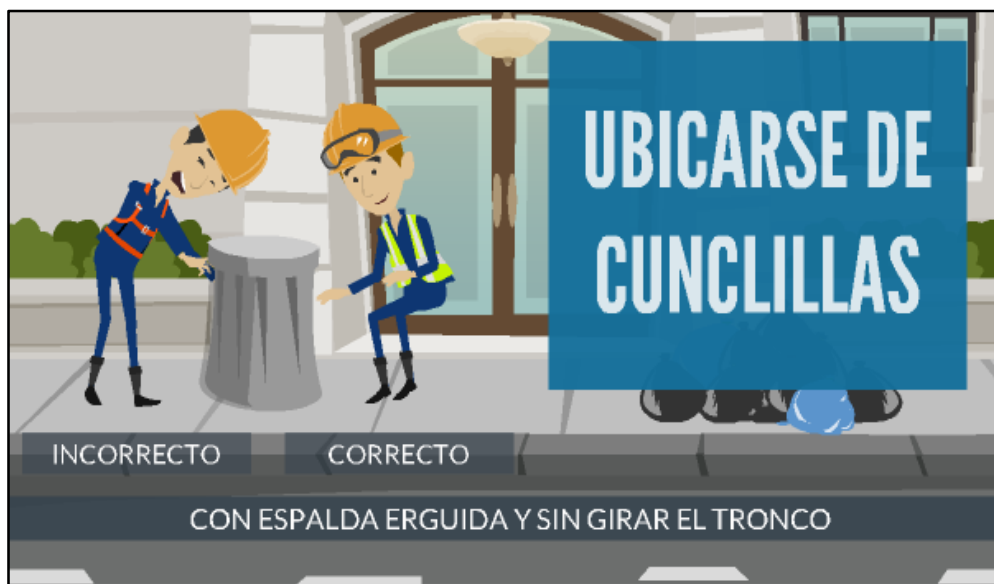 UBICARSE DE
CUNCLILLAS
INCORRECTO
CORRECTO
CON ESPALDA ERGUIDA Y SIN GIRAR EL TRONCO